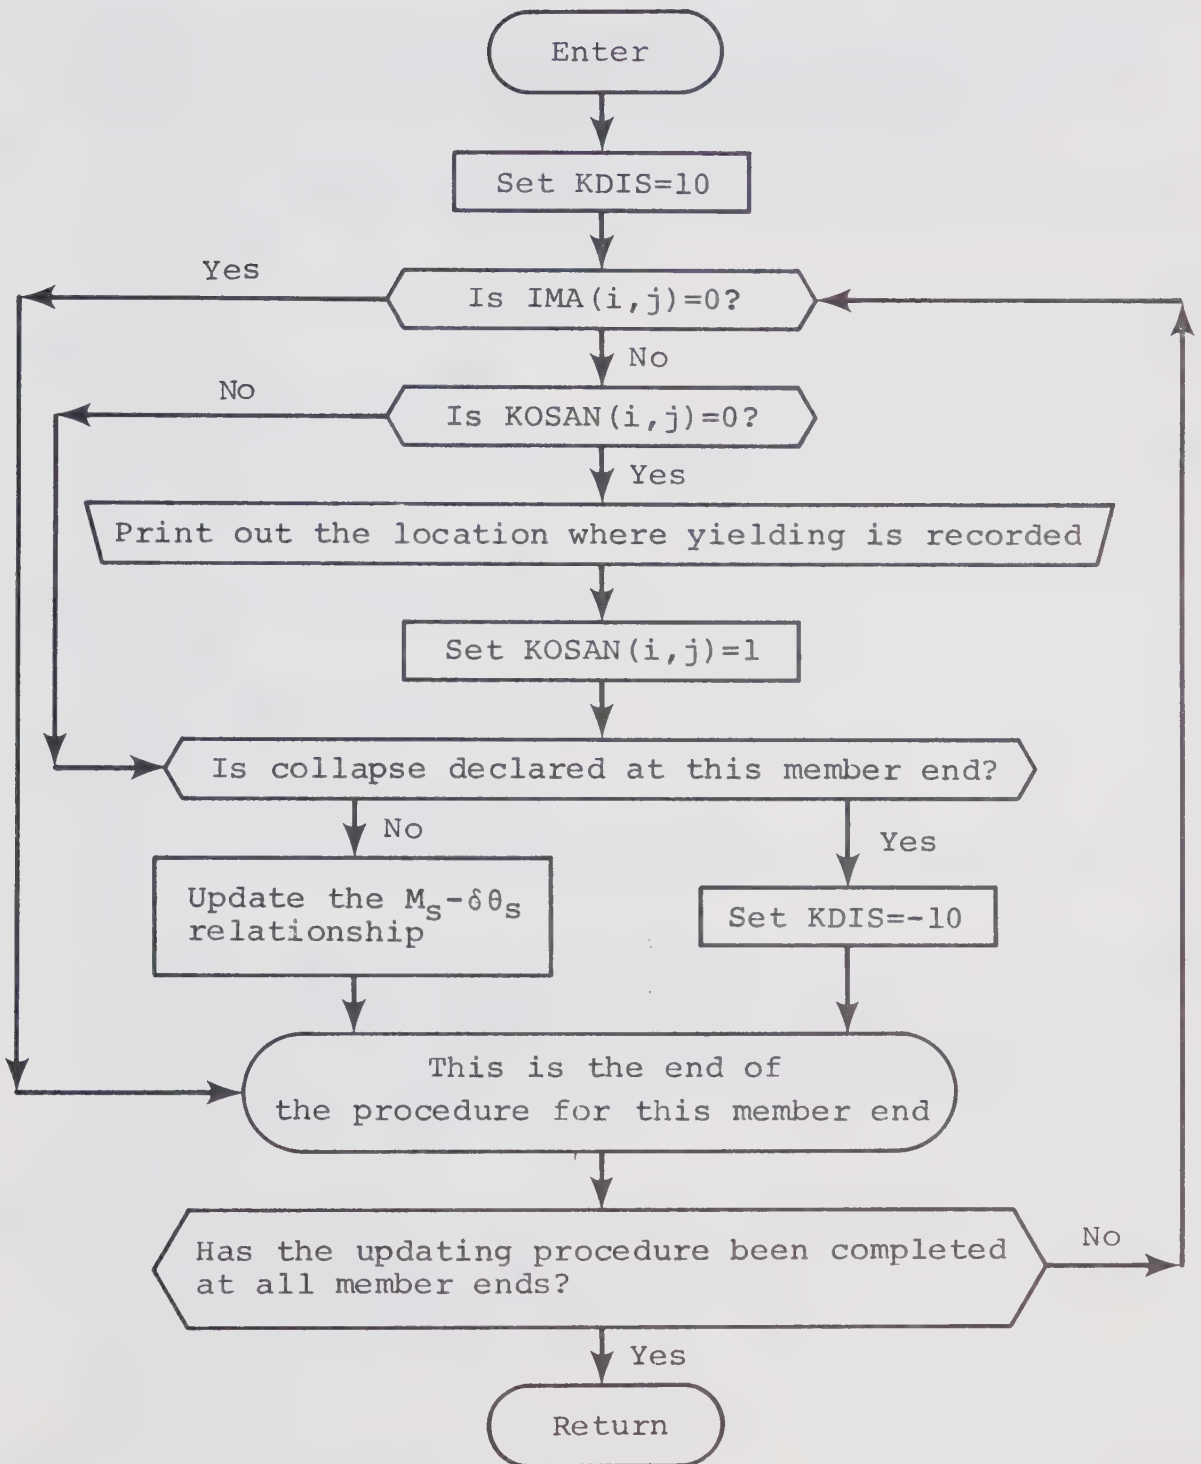 Enter
Set KDIS=10
Yes
Is IMA(i,j)=0?
No
No
Is KOSAN(i,j)=0?
Yes
Print out the location where yielding is recorded
Set KOSAN(i,j)=1
Is collapse declared at this member end?
No
Yes
Update the Ms-δθs
relationship
Set KDIS=-10
This is the end of
the procedure for this member end
Has the updating procedure been completed
at all member ends?
No
Yes
Return